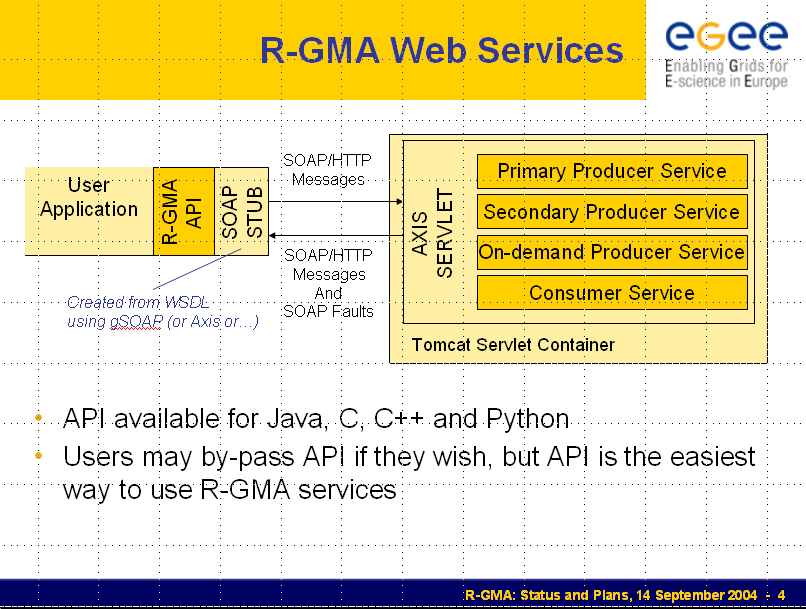 R-GMA Web Services
egee
Enabling Grids for
E-science in Europe
User
Application
R-GMA
API
SOAP
STUB
SOAP/HTTP
Messages
SOAP/HTTP
Messages
And
SOAP Faults
Created from WSDL
using gSOAP (or Axis or…)
AXIS
SERVLET
Primary Producer Service
Secondary Producer Service
On-demand Producer Service
Consumer Service
Tomcat Servlet Container
• API available for Java, C, C++ and Python
• Users may by-pass API if they wish, but API is the easiest
way to use R-GMA services
R-GMA: Status and Plans, 14 September 2004 - 4